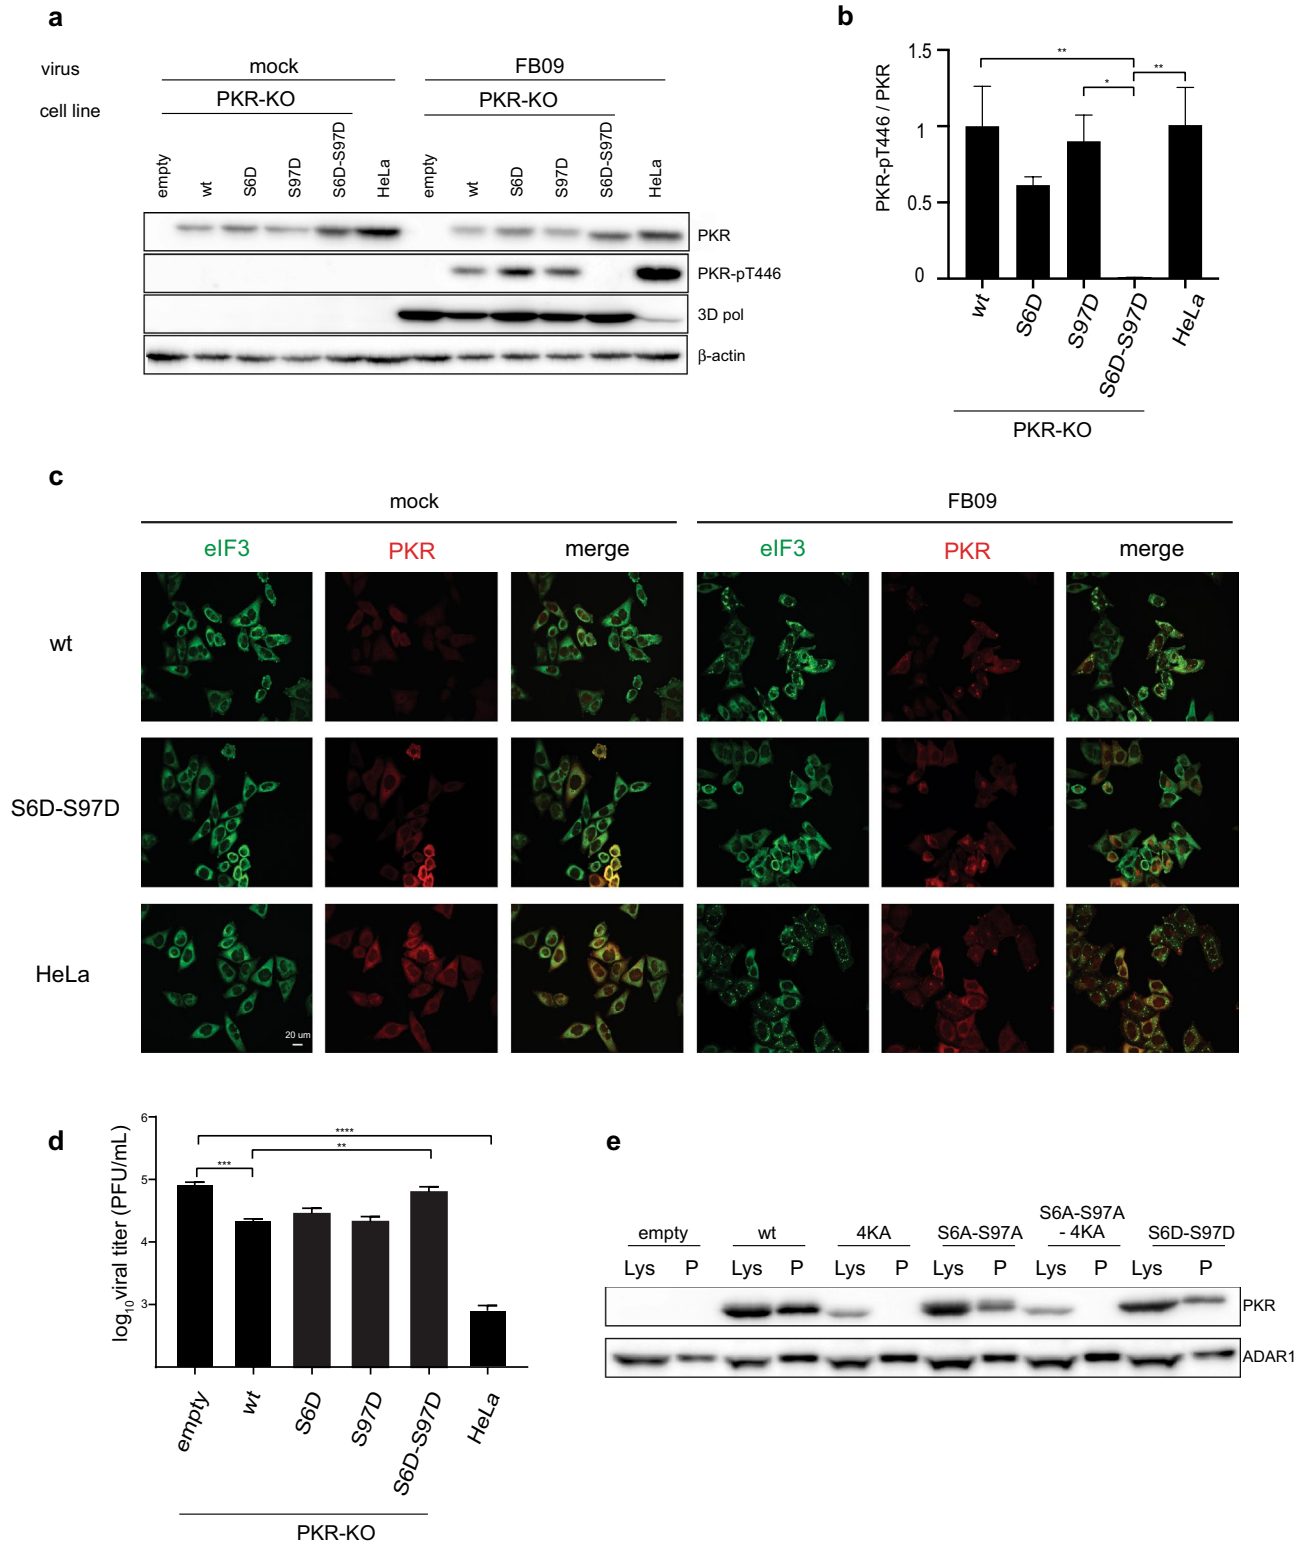 a
virus
mock
FB09
cell line
PKR-KO
PKR-KO
empty
wt
S6D
S97D
S6D-S97D
HeLa
empty
wt
S6D
S97D
S6D-S97D
HeLa
PKR
PKR-pT446
3D pol
β-actin
b
PKR-pT446 / PKR
1.5
1
0.5
0
**
*
**
wt
S6D
S97D
S6D-S97D
HeLa
PKR-KO
c
mock
FB09
eIF3
PKR
merge
eIF3
PKR
merge
wt
S6D-S97D
HeLa
20 um
d
log10viral titer (PFU/mL)
6
5
4
3
****
**
***
empty
wt
S6D
S97D
S6D-S97D
HeLa
PKR-KO
e
empty
wt
4KA
S6A-S97A
S6A-S97A
- 4KA
S6D-S97D
Lys P Lys P Lys P Lys P Lys P Lys P
PKR
ADAR1